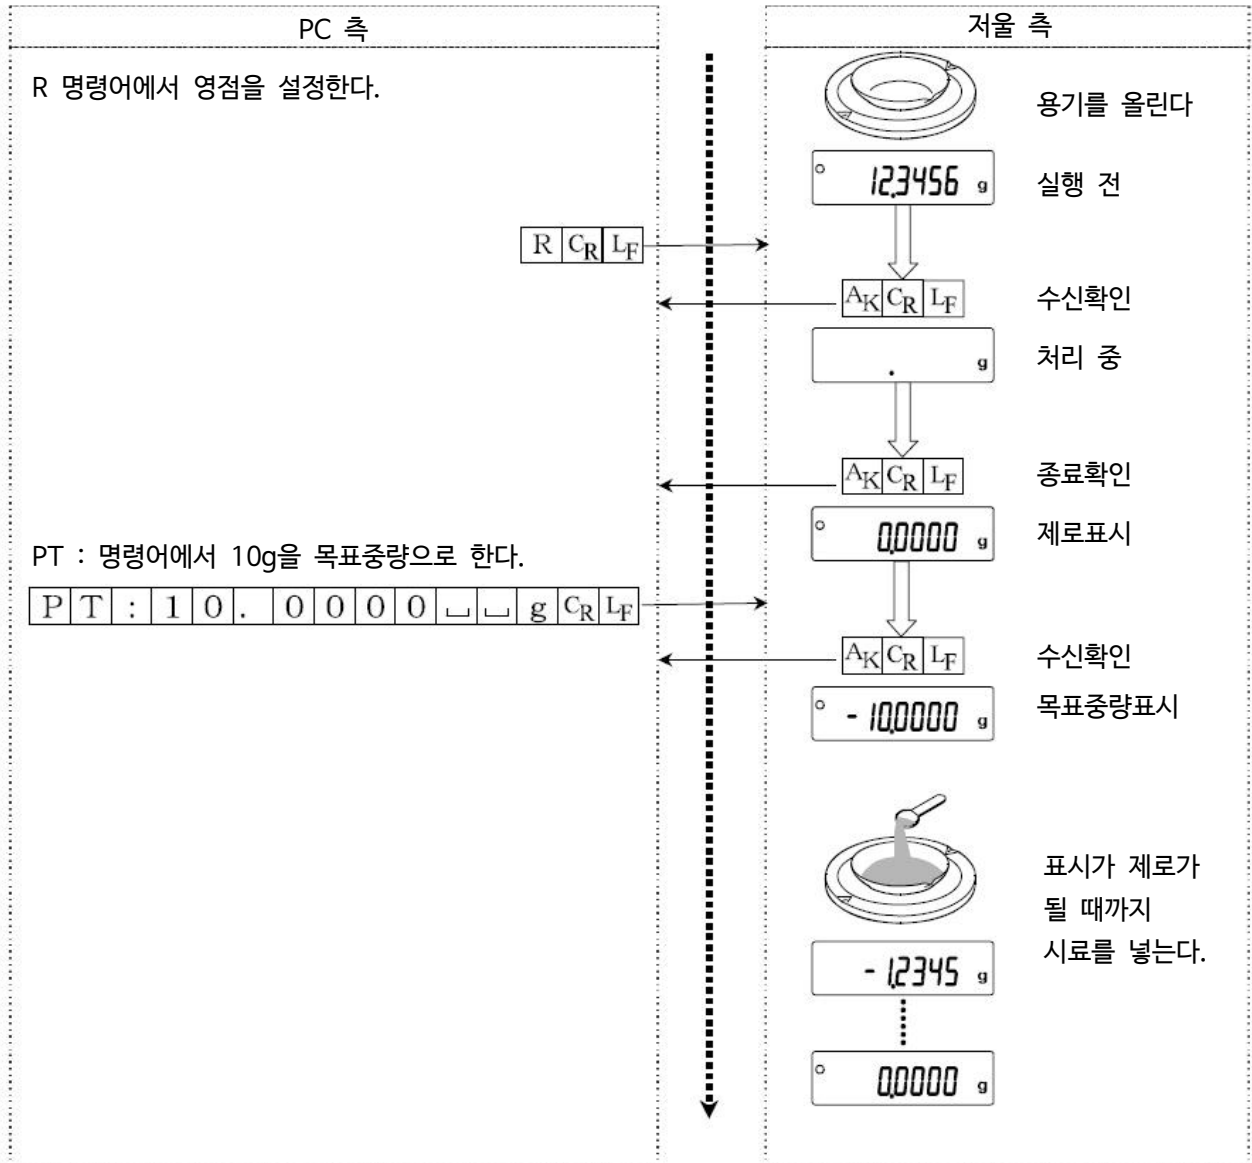 PC 측
저울 측
R 명령어에서 영점을 설정한다.
용기를 올린다
12.3456 g
실행 전
R CR LF
AK CR LF
수신확인
. g
처리 중
AK CR LF
종료확인
0.0000 g
제로표시
PT : 명령어에서 10g을 목표중량으로 한다.
P T : 1 0 . 0 0 0 0 ␣ ␣ g CR LF
AK CR LF
수신확인
- 10.0000 g
목표중량표시
표시가 제로가
될 때까지
시료를 넣는다.
- 1.2345 g
0.0000 g